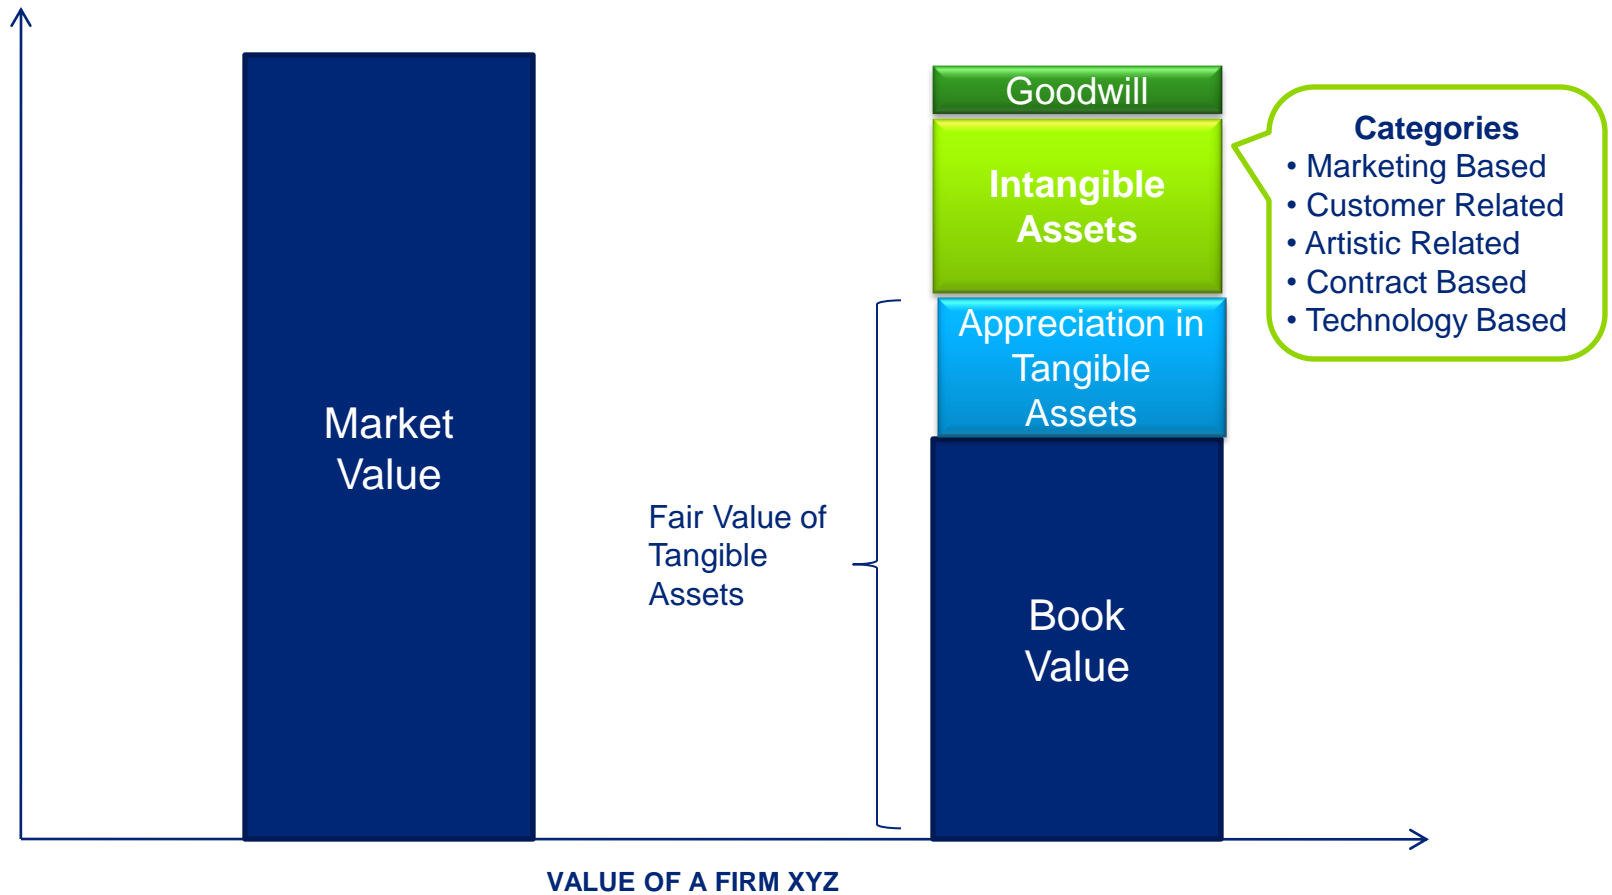 Goodwill
Intangible
Assets
Categories
• Marketing Based
• Customer Related
• Artistic Related
• Contract Based
• Technology Based
Appreciation in
Tangible
Assets
Market
Value
Fair Value of
Tangible
Assets
Book
Value
VALUE OF A FIRM XYZ